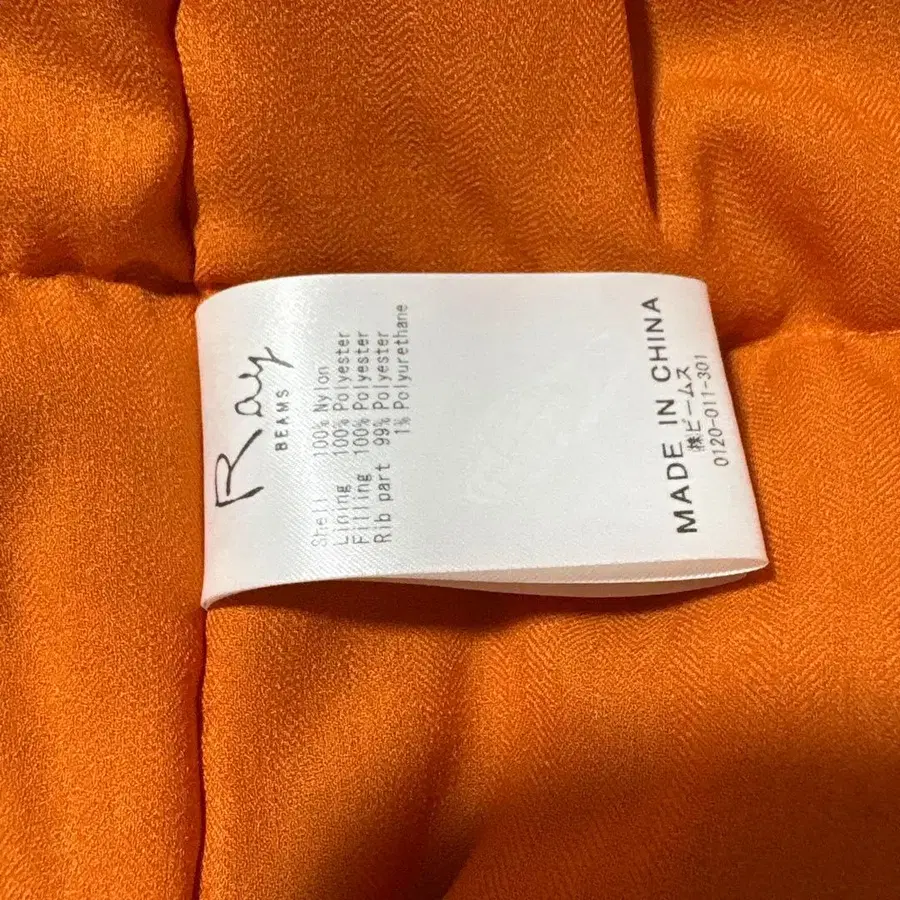 Ray
BEAMS
Shell 100% Nylon
Lining 100% Polyester
Filling 100% Polyester
Rib part 99% Polyester
1% Polyurethane
MADE IN CHINA
㈱ビームス
0120-011-301